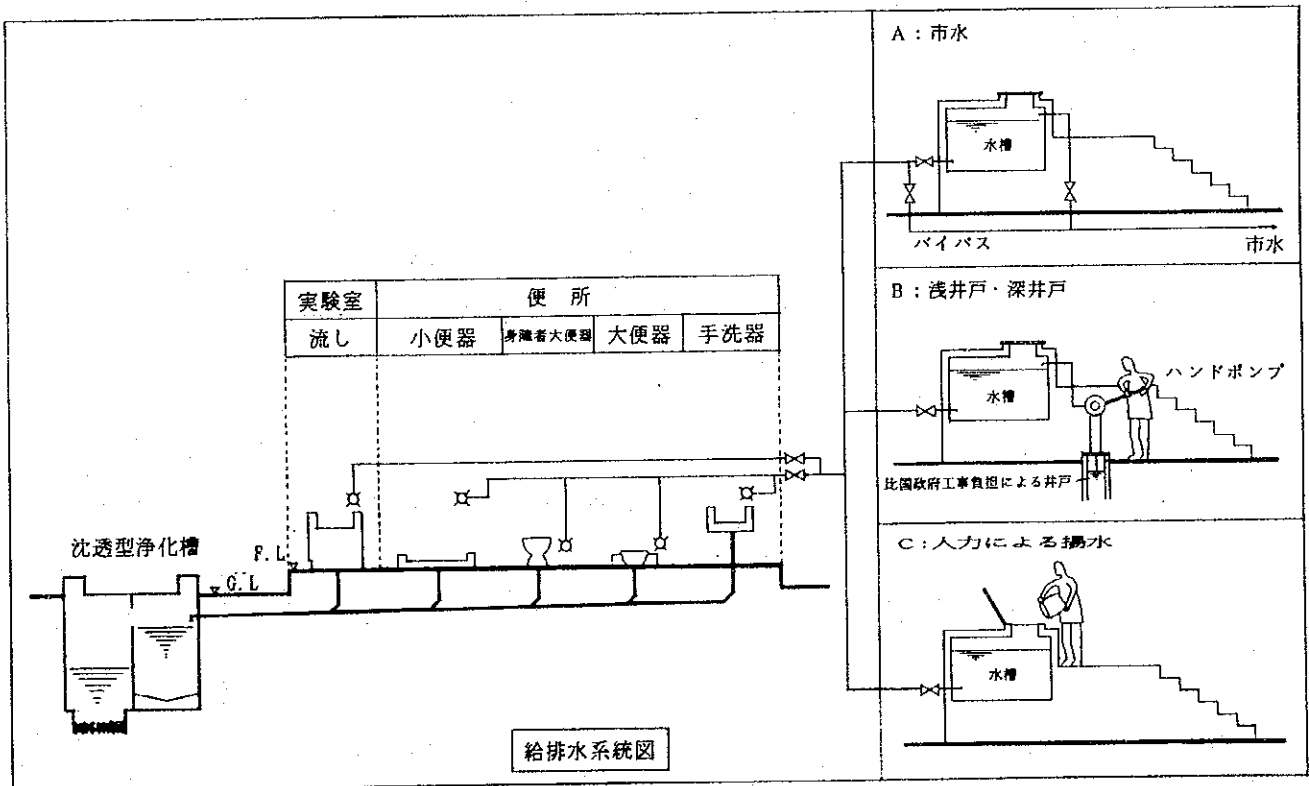 A：市水
水槽
バイパス
市水
B：浅井戸・深井戸
ハンドポンプ
水槽
比国政府工事負担による井戸
C：人力による揚水
水槽
実験室
便所
流し
小便器
身障者大便器
大便器
手洗器
沈透型浄化槽
F.L
G.L
給排水系統図